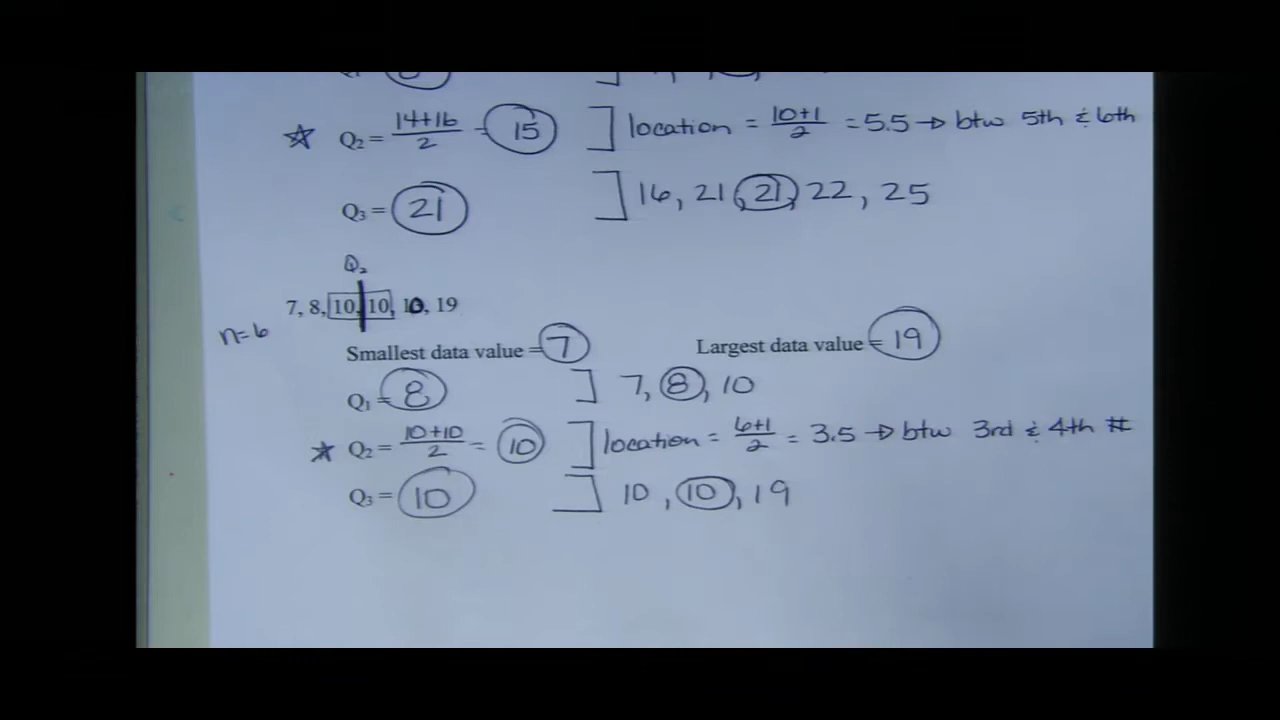 ☆ Q₂ = 14+16/2 = 15 ] location = 10+1/2 = 5.5 → btw 5th & 6th
Q₃ = 21 ] 16, 21, 21, 22, 25
Q₂
7, 8, 10, 10, 10, 19
n=6
Smallest data value = 7 Largest data value = 19
Q₁ = 8 ] 7, 8, 10
☆ Q₂ = 10+10/2 = 10 ] location = 6+1/2 = 3.5 → btw 3rd & 4th #
Q₃ = 10 ] 10, 10, 19